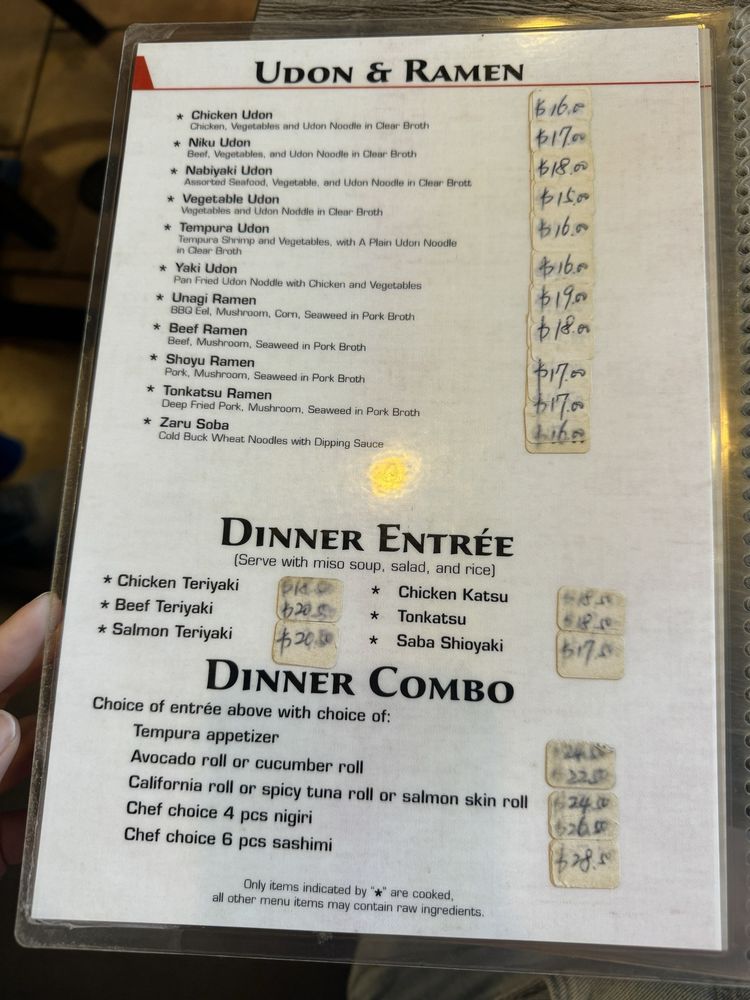 UDON & RAMEN
* Chicken Udon $16.00
Chicken, Vegetables and Udon Noodle in Clear Broth
* Niku Udon $17.00
Beef, Vegetables, and Udon Noodle in Clear Broth
* Nabiyaki Udon $18.00
Assorted Seafood, Vegetable, and Udon Noodle in Clear Brott
* Vegetable Udon $15.00
Vegetables and Udon Noddle in Clear Broth
* Tempura Udon $16.00
Tempura Shrimp and Vegetables, with A Plain Udon Noodle
in Clear Broth
* Yaki Udon $16.00
Pan Fried Udon Noddle with Chicken and Vegetables
* Unagi Ramen $19.00
BBQ Eel, Mushroom, Corn, Seaweed in Pork Broth
* Beef Ramen $18.00
Beef, Mushroom, Seaweed in Pork Broth
* Shoyu Ramen $17.00
Pork, Mushroom, Seaweed in Pork Broth
* Tonkatsu Ramen $17.00
Deep Fried Pork, Mushroom, Seaweed in Pork Broth
* Zaru Soba $16.00
Cold Buck Wheat Noodles with Dipping Sauce
DINNER ENTRÉE
(Serve with miso soup, salad, and rice)
* Chicken Teriyaki
* Beef Teriyaki $20.50
* Salmon Teriyaki $20.50
* Chicken Katsu $18.50
* Tonkatsu $18.50
* Saba Shioyaki $17.50
DINNER COMBO
Choice of entrée above with choice of:
Tempura appetizer $24.50
Avocado roll or cucumber roll $22.50
California roll or spicy tuna roll or salmon skin roll $24.50
Chef choice 4 pcs nigiri $26.50
Chef choice 6 pcs sashimi $28.50
Only items indicated by "*" are cooked,
all other menu items may contain raw ingredients.